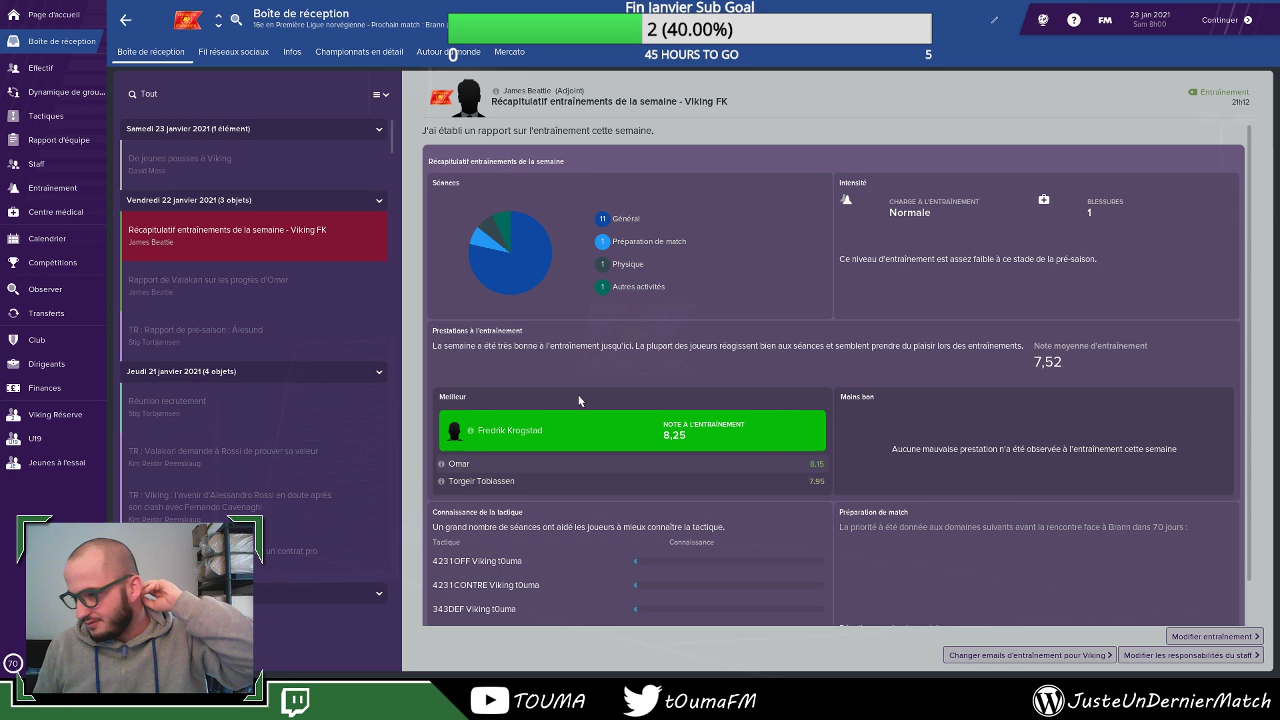 Page d'accueil
Boîte de réception
Effectif
Dynamique de grou...
Tactiques
Rapport d'équipe
Staff
Entraînement
Centre médical
Calendrier
Compétitions
Observer
Transferts
Club
Dirigeants
Finances
Viking Réserve
U19
Jeunes à l'essai
70
Boîte de réception
16e en Première Ligue norvégienne - Prochain match : Brann
Boîte de réception
Fil réseaux sociaux
Infos
Championnats en détail
Mercato
Fin Janvier Sub Goal
2 (40.00%)
0
45 HOURS TO GO
5
FM
23 jan 2021
Sam 8h00
Continuer
Tout
Samedi 23 janvier 2021 (1 élément)
De jeunes pousses à Viking
David Moss
Vendredi 22 janvier 2021 (3 objets)
Récapitulatif entraînements de la semaine - Viking FK
James Beattie
Rapport de Valakari sur les progrès d'Omar
James Beattie
TR : Rapport de pré-saison : Ålesund
Stig Torbjørnsen
Jeudi 21 janvier 2021 (4 objets)
Réunion recrutement
Stig Torbjørnsen
TR : Valakari demande à Rossi de prouver sa valeur
Kim Reidar Reenskaug
TR : Viking : l'avenir d'Alessandro Rossi en doute après
son clash avec Fernando Cavenaghi
Kim Reidar Reenskaug
un contrat pro
James Beattie (Adjoint)
Récapitulatif entraînements de la semaine - Viking FK
Entraînement
21h12
J'ai établi un rapport sur l'entraînement cette semaine.
Récapitulatif entraînements de la semaine
Séances
11 Général
1 Préparation de match
1 Physique
1 Autres activités
Intensité
CHARGE À L'ENTRAÎNEMENT
Normale
BLESSURES
1
Ce niveau d'entraînement est assez faible à ce stade de la pré-saison.
Prestations à l'entraînement
La semaine a été très bonne à l'entraînement jusqu'ici. La plupart des joueurs réagissent bien aux séances et semblent prendre du plaisir lors des entraînements.
Note moyenne d'entraînement
7,52
Meilleur
Fredrik Krogstad
NOTE À L'ENTRAÎNEMENT
8,25
Omar 8.15
Torgeir Tobiassen 7.95
Moins bon
Aucune mauvaise prestation n'a été observée à l'entraînement cette semaine
Connaissance de la tactique
Un grand nombre de séances ont aidé les joueurs à mieux connaître la tactique.
Tactique Connaissance
4231 OFF Viking t0uma
4231 CONTRE Viking t0uma
343DEF Viking t0uma
Préparation de match
La priorité a été donnée aux domaines suivants avant la rencontre face à Brann dans 70 jours :
Modifier entraînement
Changer emails d'entraînement pour Viking
Modifier les responsabilités du staff
TOUMA
t0umaFM
JusteUnDernierMatch